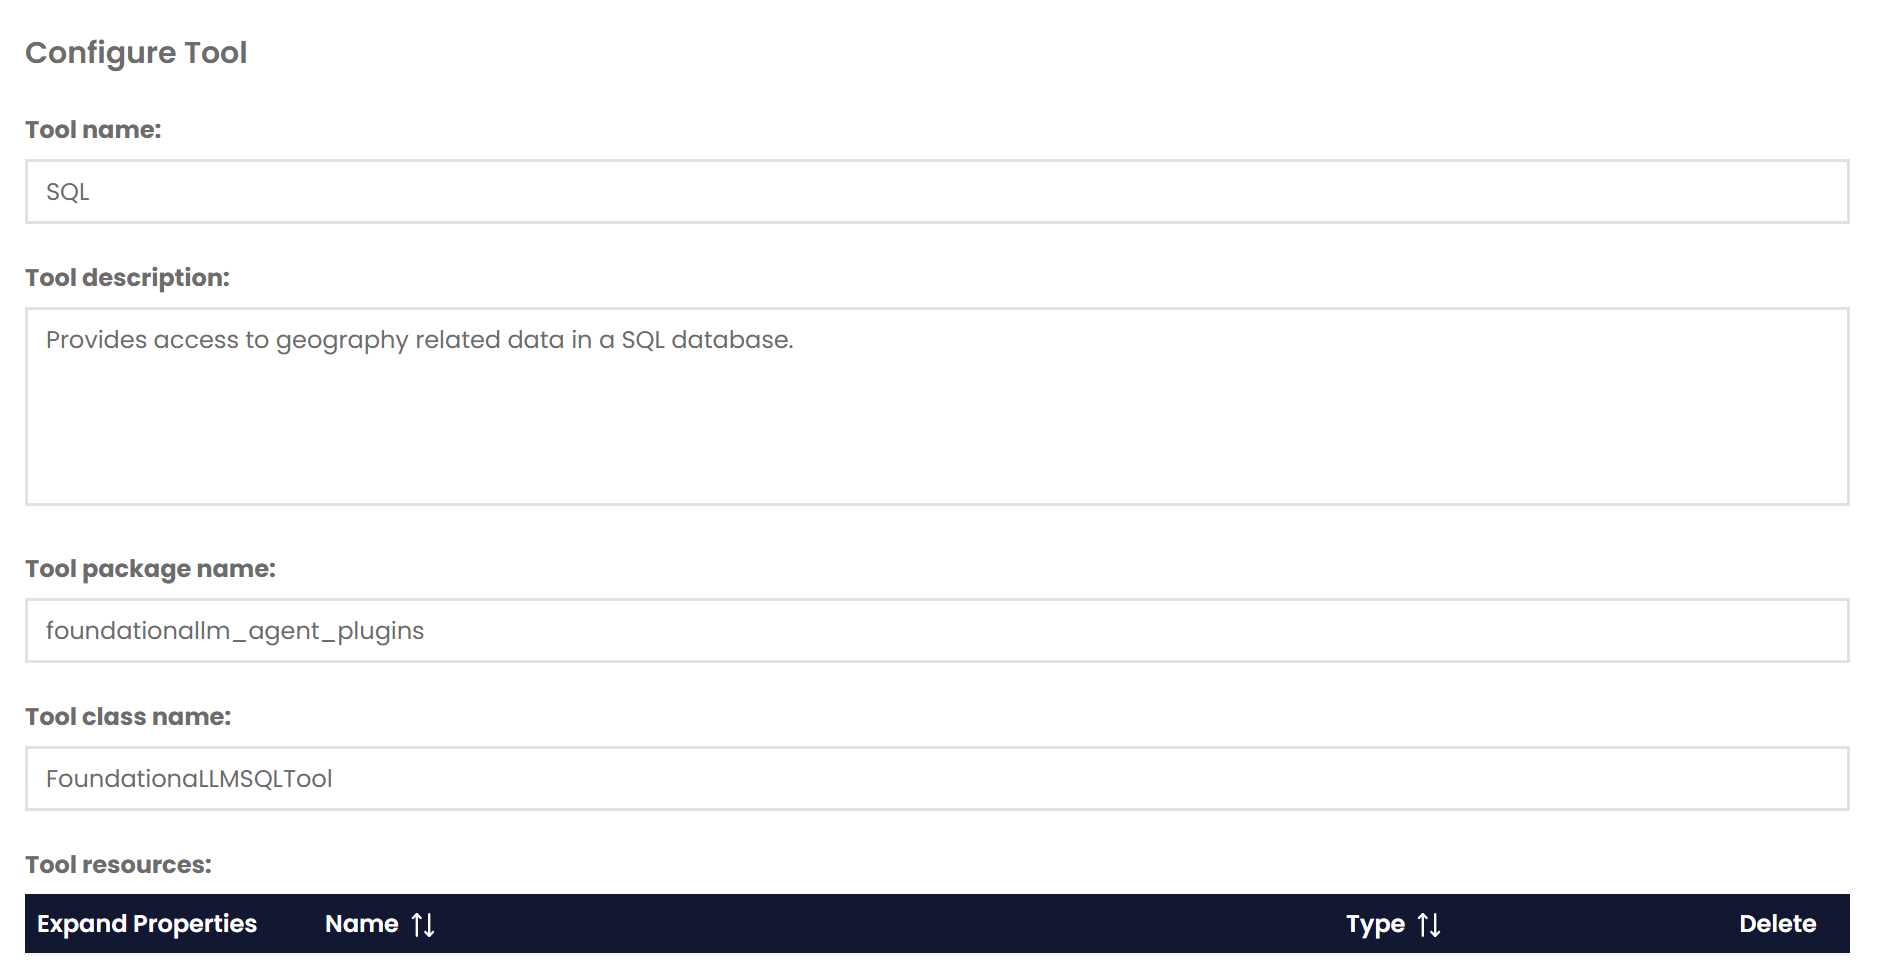 Configure Tool
Tool name:
SQL
Tool description:
Provides access to geography related data in a SQL database.
Tool package name:
foundationallm_agent_plugins
Tool class name:
FoundationaLLMSQLTool
Tool resources:
Expand Properties Name Type Delete